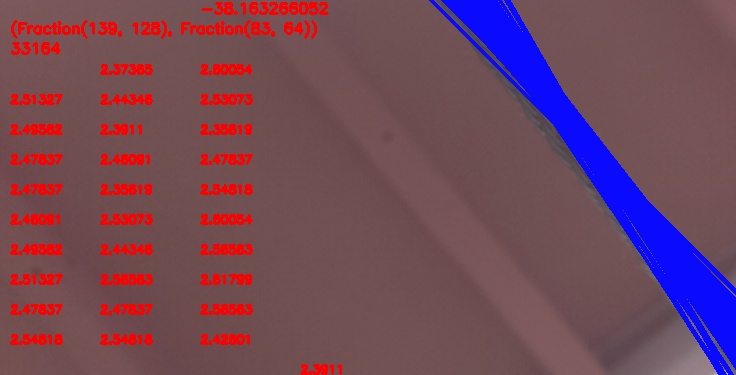 -38.163266052
(Fraction(139, 128), Fraction(83, 64))
33164
2.37365 2.60054
2.51327 2.44346 2.53073
2.49582 2.3911 2.35619
2.47837 2.46091 2.47837
2.47837 2.35619 2.54818
2.46091 2.53073 2.60054
2.49582 2.44346 2.56563
2.51327 2.56563 2.61799
2.47837 2.47837 2.56563
2.54818 2.54818 2.42601
2.3911